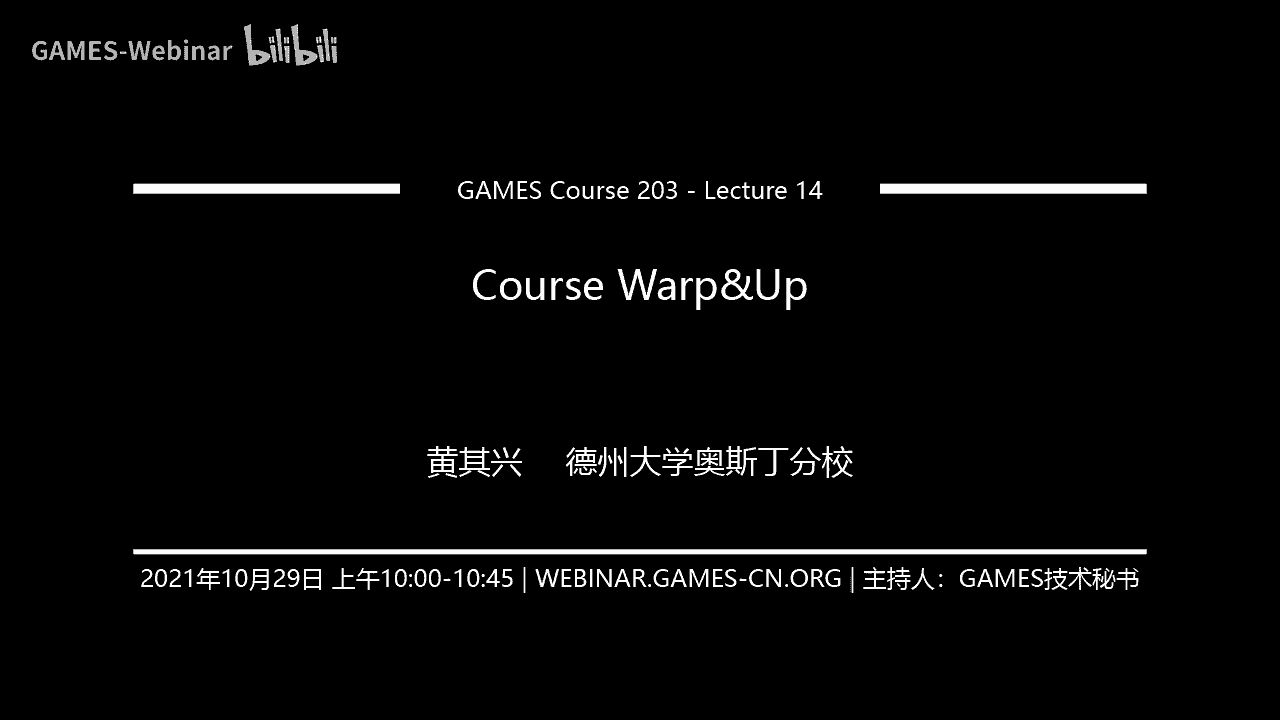 GAMES-Webinar bilibili
GAMES Course 203 - Lecture 14
Course Warp&Up
黄其兴 德州大学奥斯丁分校
2021年10月29日 上午10:00-10:45 | WEBINAR.GAMES-CN.ORG | 主持人：GAMES技术秘书